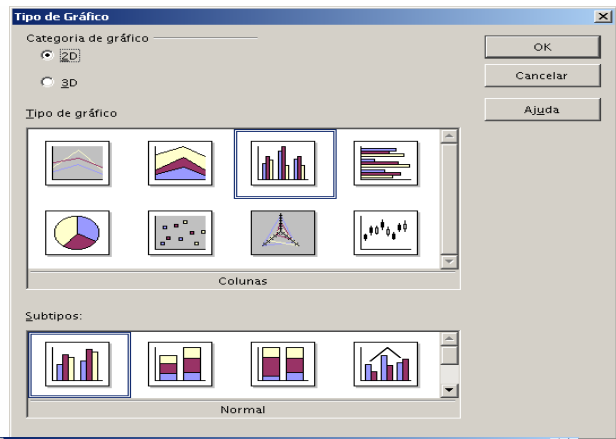 Tipo de Gráfico
Categoria de gráfico
2D
3D
OK
Cancelar
Ajuda
Tipo de gráfico
Colunas
Subtipos:
Normal